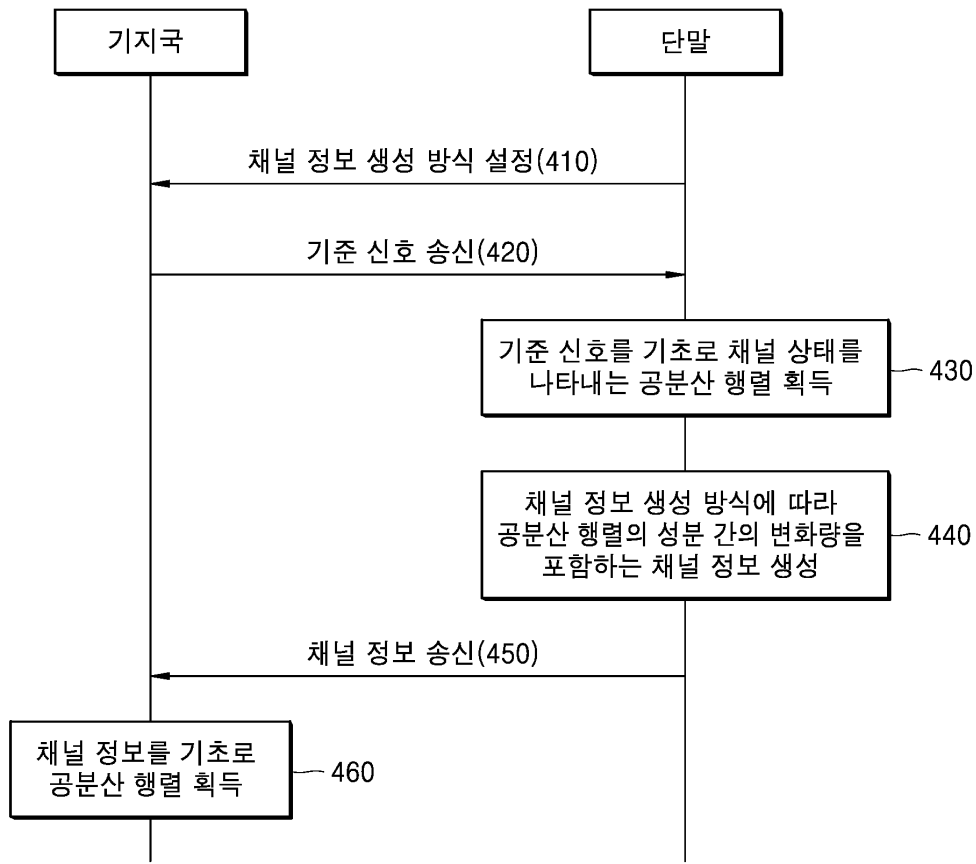 기지국
단말
채널 정보 생성 방식 설정(410)
기준 신호 송신(420)
기준 신호를 기초로 채널 상태를
나타내는 공분산 행렬 획득
430
채널 정보 생성 방식에 따라
공분산 행렬의 성분 간의 변화량을
포함하는 채널 정보 생성
440
채널 정보 송신(450)
채널 정보를 기초로
공분산 행렬 획득
460